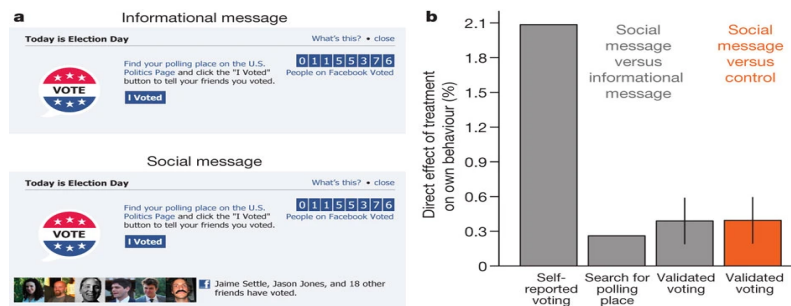 a
Informational message
Today is Election Day
What's this? • close
Find your polling place on the U.S.
Politics Page and click the "I Voted"
button to tell your friends you voted.
0 1 1 5 5 3 7 6
People on Facebook Voted
VOTE
I Voted
Social message
Today is Election Day
What's this? • close
Find your polling place on the U.S.
Politics Page and click the "I Voted"
button to tell your friends you voted.
0 1 1 5 5 3 7 6
People on Facebook Voted
VOTE
I Voted
f Jaime Settle, Jason Jones, and 18 other
friends have voted.
b
Direct effect of treatment
on own behaviour (%)
2.1
1.8
1.5
1.2
0.9
0.6
0.3
0
Social
message
versus
informational
message
Social
message
versus
control
Self-
reported
voting
Search for
polling
place
Validated
voting
Validated
voting